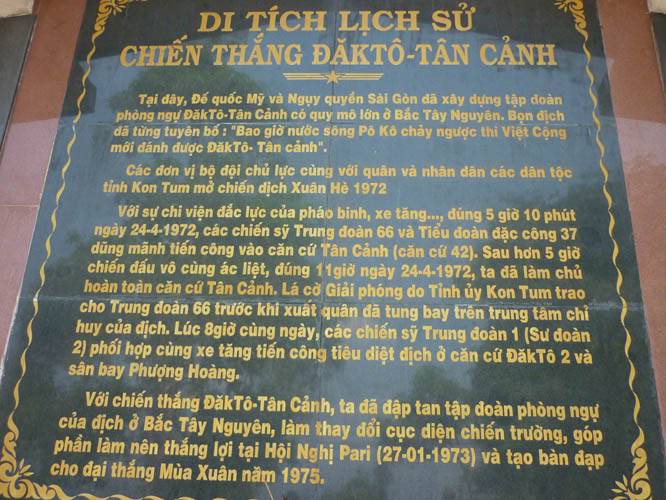 DI TÍCH LỊCH SỬ
CHIẾN THẮNG ĐĂKTÔ-TÂN CẢNH
Tại đây, Đế quốc Mỹ và Ngụy quyền Sài Gòn đã xây dựng tập đoàn
phòng ngự ĐăkTô-Tân Cảnh có quy mô lớn ở Bắc Tây Nguyên. Bọn địch
đã từng tuyên bố : "Bao giờ nước sông Pô Kô chảy ngược thì Việt Cộng
mới đánh được ĐăkTô- Tân cảnh".
Các đơn vị bộ đội chủ lực cùng với quân và nhân dân các dân tộc
tỉnh Kon Tum mở chiến dịch Xuân Hè 1972
Với sự chi viện đắc lực của pháo binh, xe tăng..., đúng 5 giờ 10 phút
ngày 24-4-1972, các chiến sỹ Trung đoàn 66 và Tiểu đoàn đặc công 37
dũng mãnh tiến công vào căn cứ Tân Cảnh (căn cứ 42). Sau hơn 5 giờ
chiến đấu vô cùng ác liệt, đúng 11giờ ngày 24-4-1972, ta đã làm chủ
hoàn toàn căn cứ Tân Cảnh. Lá cờ Giải phóng do Tỉnh ủy Kon Tum trao
cho Trung đoàn 66 trước khi xuất quân đã tung bay trên trung tâm chỉ
huy của địch. Lúc 8giờ cùng ngày, các chiến sỹ Trung đoàn 1 (Sư đoàn
2) phối hợp cùng xe tăng tiến công tiêu diệt địch ở căn cứ ĐăkTô 2 và
sân bay Phượng Hoàng.
Với chiến thắng ĐăkTô-Tân Cảnh, ta đã đập tan tập đoàn phòng ngự
của địch ở Bắc Tây Nguyên, làm thay đổi cục diện chiến trường, góp
phần làm nên thắng lợi tại Hội Nghị Pari (27-01-1973) và tạo bàn đạp
cho đại thắng Mùa Xuân năm 1975.